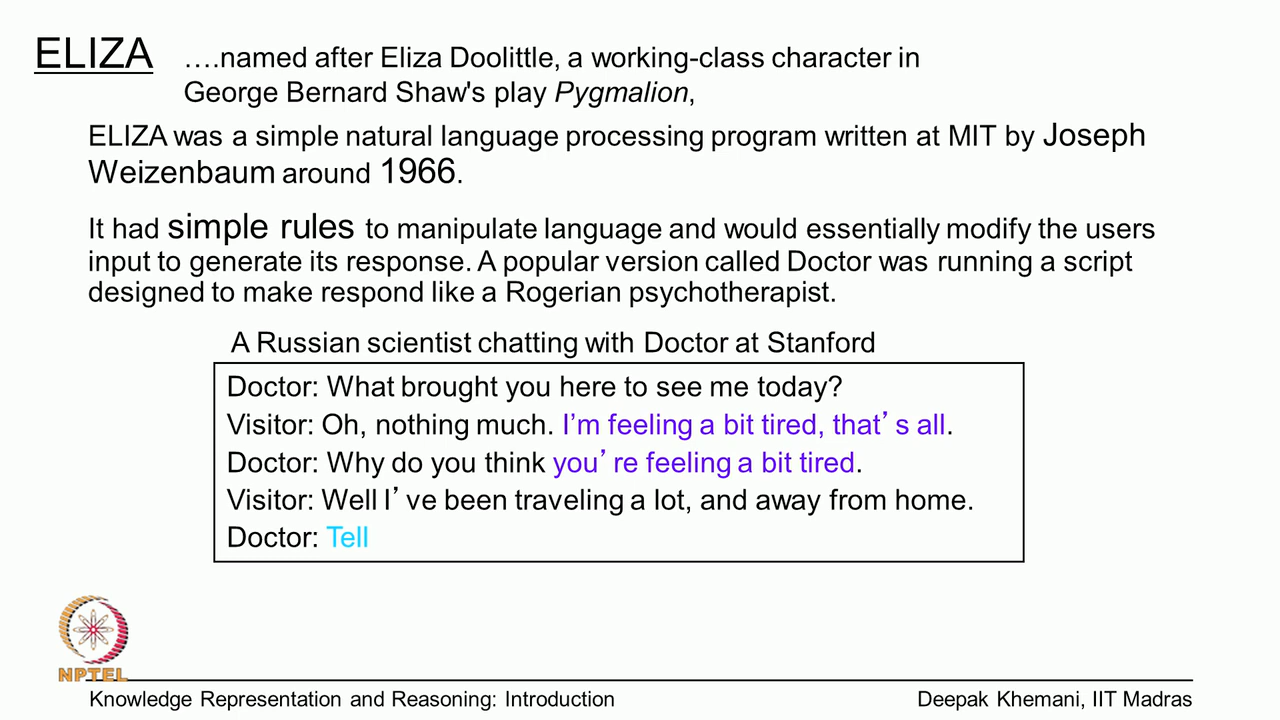 ELIZA ….named after Eliza Doolittle, a working-class character in
George Bernard Shaw's play Pygmalion,
ELIZA was a simple natural language processing program written at MIT by Joseph
Weizenbaum around 1966.
It had simple rules to manipulate language and would essentially modify the users
input to generate its response. A popular version called Doctor was running a script
designed to make respond like a Rogerian psychotherapist.
A Russian scientist chatting with Doctor at Stanford
Doctor: What brought you here to see me today?
Visitor: Oh, nothing much. I’m feeling a bit tired, that’ s all.
Doctor: Why do you think you’ re feeling a bit tired.
Visitor: Well I’ ve been traveling a lot, and away from home.
Doctor: Tell
NPTEL
Knowledge Representation and Reasoning: Introduction Deepak Khemani, IIT Madras